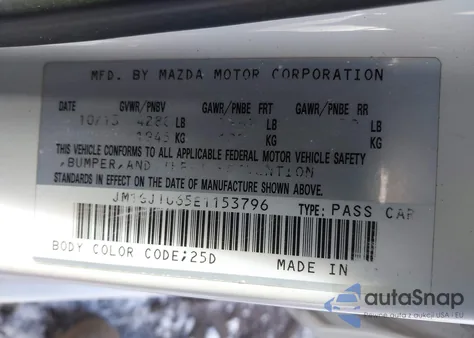 MFD. BY MAZDA MOTOR CORPORATION
DATE GVWR/PNBV GAWR/PNBE FRT GAWR/PNBE RR
10/13 LB LB LB
1943 KG KG KG
THIS VEHICLE CONFORMS TO ALL APPLICABLE FEDERAL MOTOR VEHICLE SAFETY
,BUMPER,AND PREVENTION
STANDARDS IN EFFECT ON THE DATE OF MANUFACTURE SHOWN ABOVE.
TYPE: PASS CAR
BODY COLOR CODE;25D
MADE IN
autoSnap